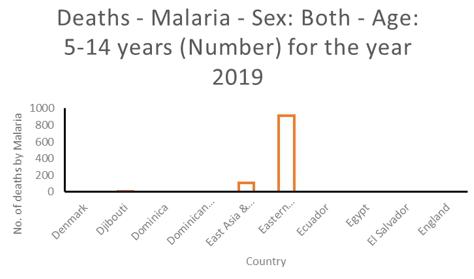 Deaths - Malaria - Sex: Both - Age:
5-14 years (Number) for the year
2019
No. of deaths by Malaria
1000
800
600
400
200
0
Denmark
Djibouti
Dominica
Dominican...
East Asia &...
Eastern...
Ecuador
Egypt
El Salvador
England
Country